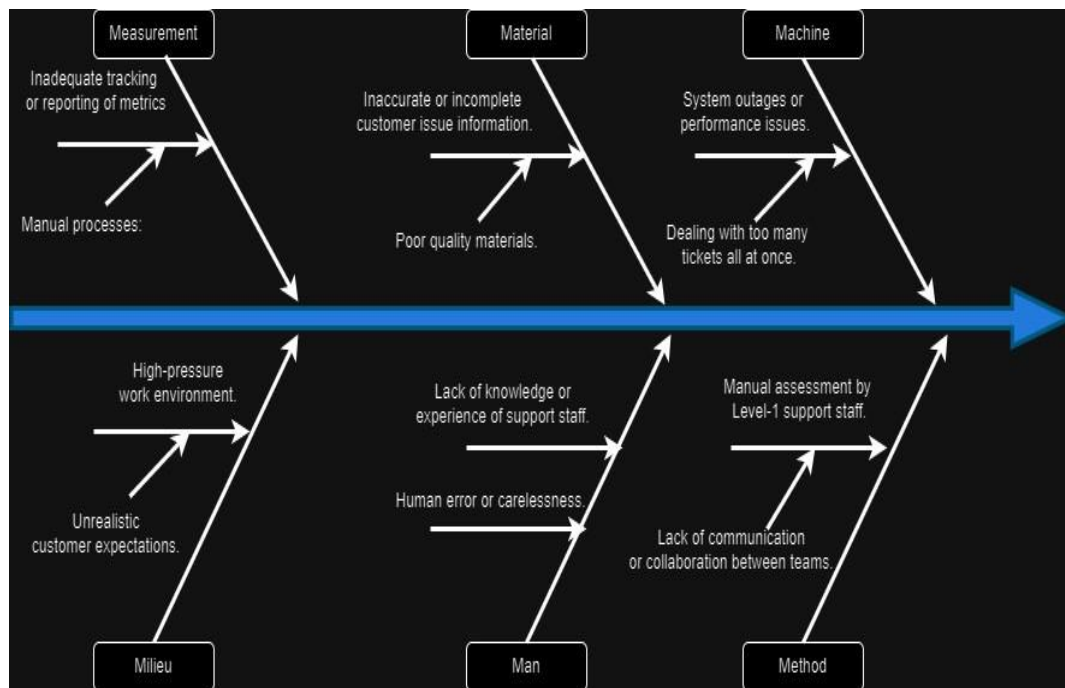 Measurement
Material
Machine
Inadequate tracking
or reporting of metrics
Inaccurate or incomplete
customer issue information.
System outages or
performance issues.
Manual processes:
Poor quality materials.
Dealing with too many
tickets all at once.
High-pressure
work environment.
Lack of knowledge or
experience of support staff.
Manual assessment by
Level-1 support staff.
Unrealistic
customer expectations.
Human error or carelessness.
Lack of communication
or collaboration between teams.
Milieu
Man
Method